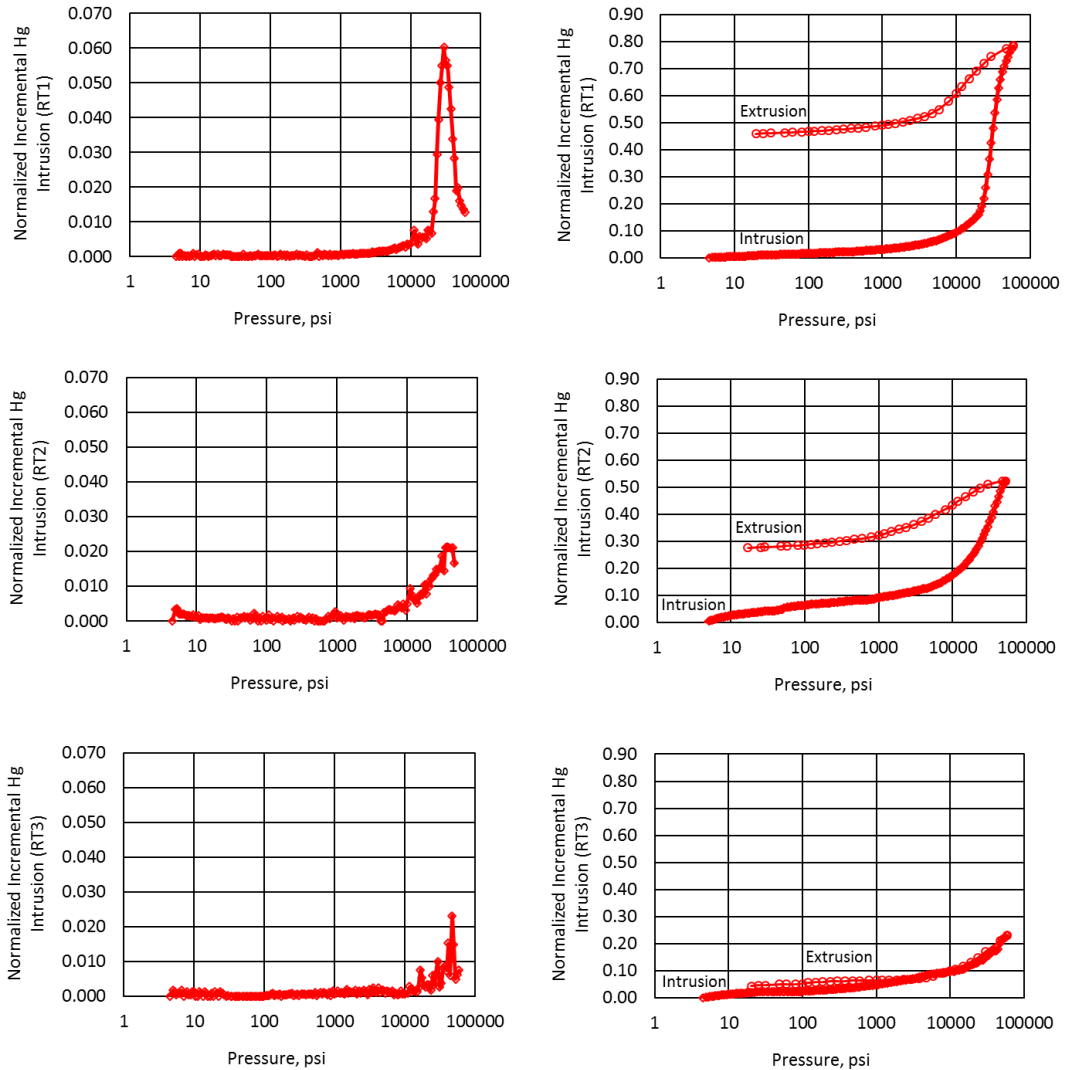 Normalized Incremental Hg
Intrusion (RT1)
0.070
0.060
0.050
0.040
0.030
0.020
0.010
0.000
1 10 100 1000 10000 100000
Pressure, psi
Normalized Incremental Hg
Intrusion (RT1)
0.90
0.80
0.70
0.60
0.50
0.40
0.30
0.20
0.10
0.00
Extrusion
Intrusion
1 10 100 1000 10000 100000
Pressure, psi
Normalized Incremental Hg
Intrusion (RT2)
0.070
0.060
0.050
0.040
0.030
0.020
0.010
0.000
1 10 100 1000 10000 100000
Pressure, psi
Normalized Incremental Hg
Intrusion (RT2)
0.90
0.80
0.70
0.60
0.50
0.40
0.30
0.20
0.10
0.00
Extrusion
Intrusion
1 10 100 1000 10000 100000
Pressure, psi
Normalized Incremental Hg
Intrusion (RT3)
0.070
0.060
0.050
0.040
0.030
0.020
0.010
0.000
1 10 100 1000 10000 100000
Pressure, psi
Normalized Incremental Hg
Intrusion (RT3)
0.90
0.80
0.70
0.60
0.50
0.40
0.30
0.20
0.10
0.00
Extrusion
Intrusion
1 10 100 1000 10000 100000
Pressure, psi